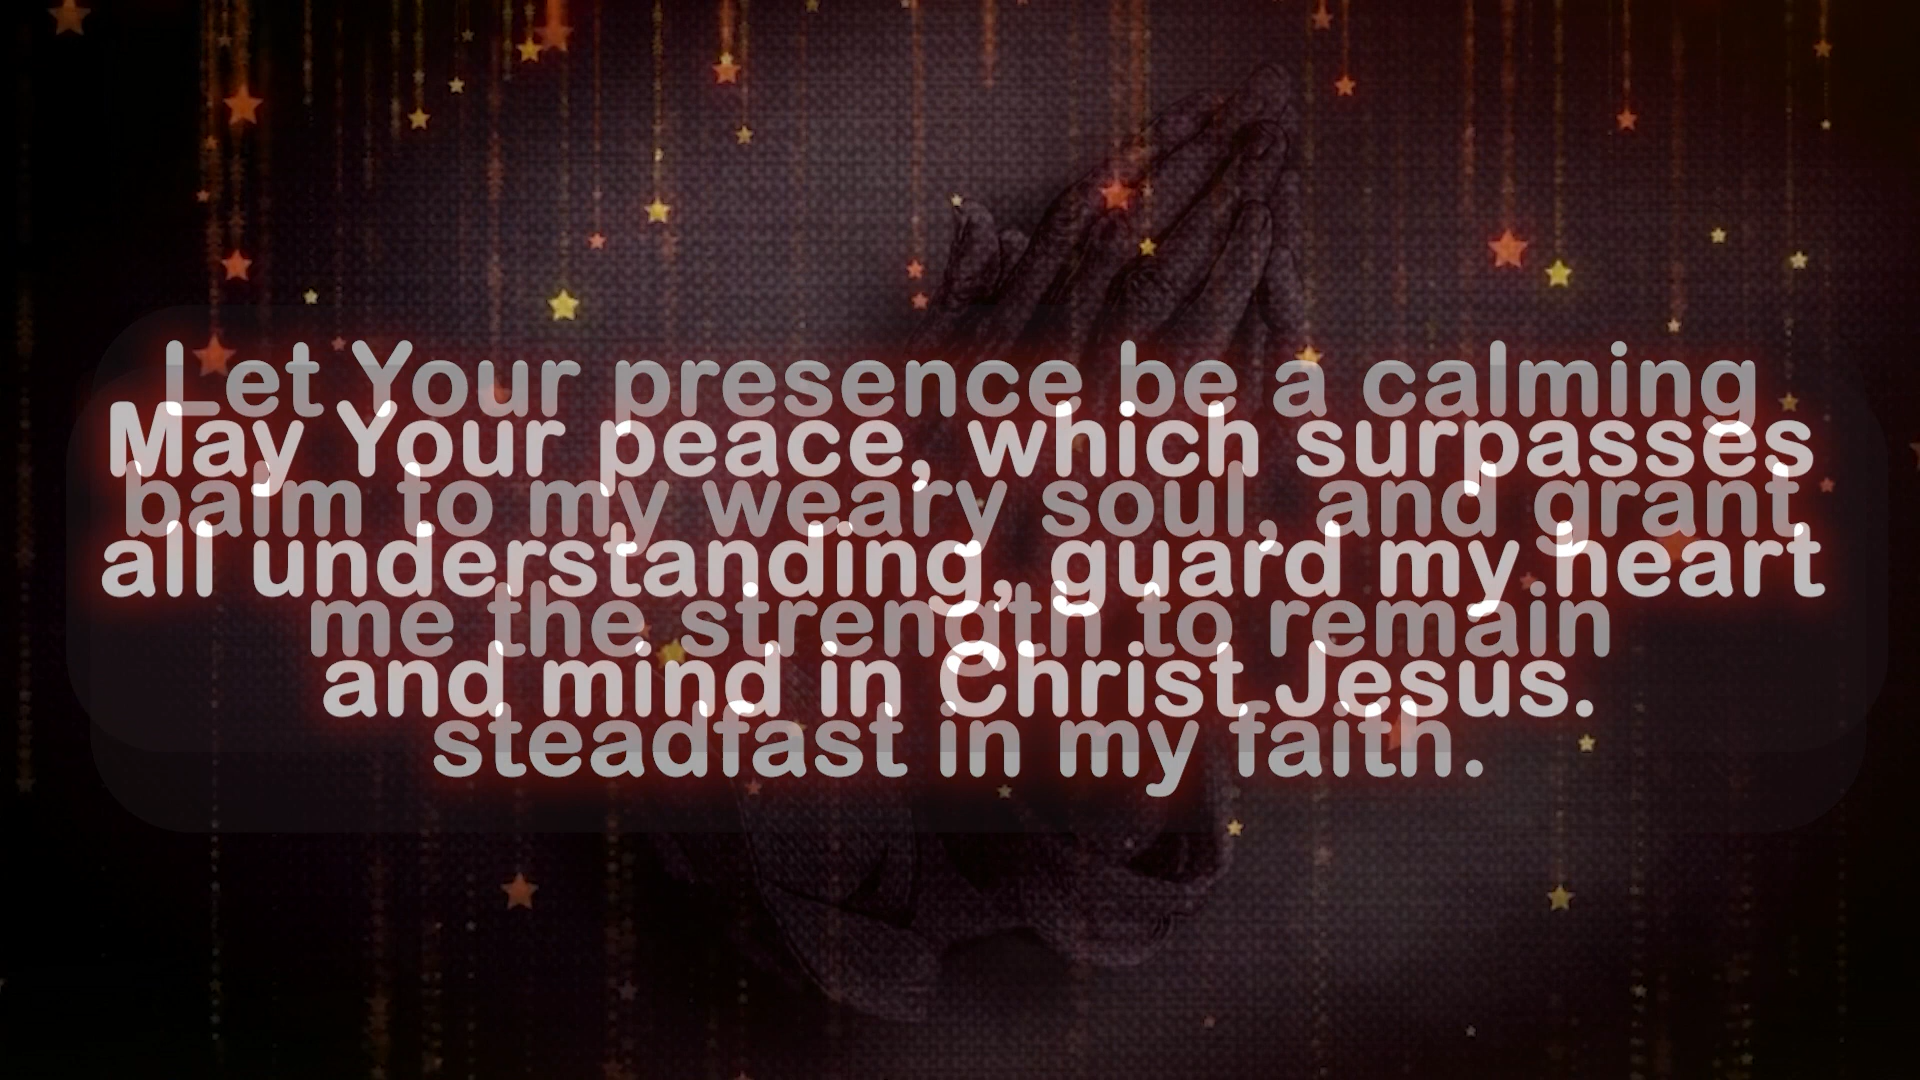 Let Your presence be a calming
balm to my weary soul, and grant
me the strength to remain
steadfast in my faith.
May Your peace, which surpasses
all understanding, guard my heart
and mind in Christ Jesus.